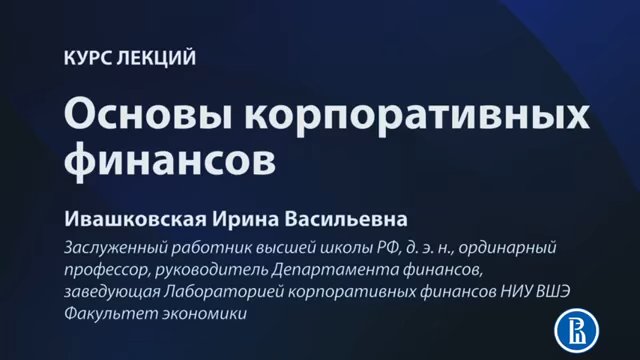 КУРС ЛЕКЦИЙ
Основы корпоративных
финансов
Ивашковская Ирина Васильевна
Заслуженный работник высшей школы РФ, д. э. н., ординарный
профессор, руководитель Департамента финансов,
заведующая Лабораторией корпоративных финансов НИУ ВШЭ
Факультет экономики